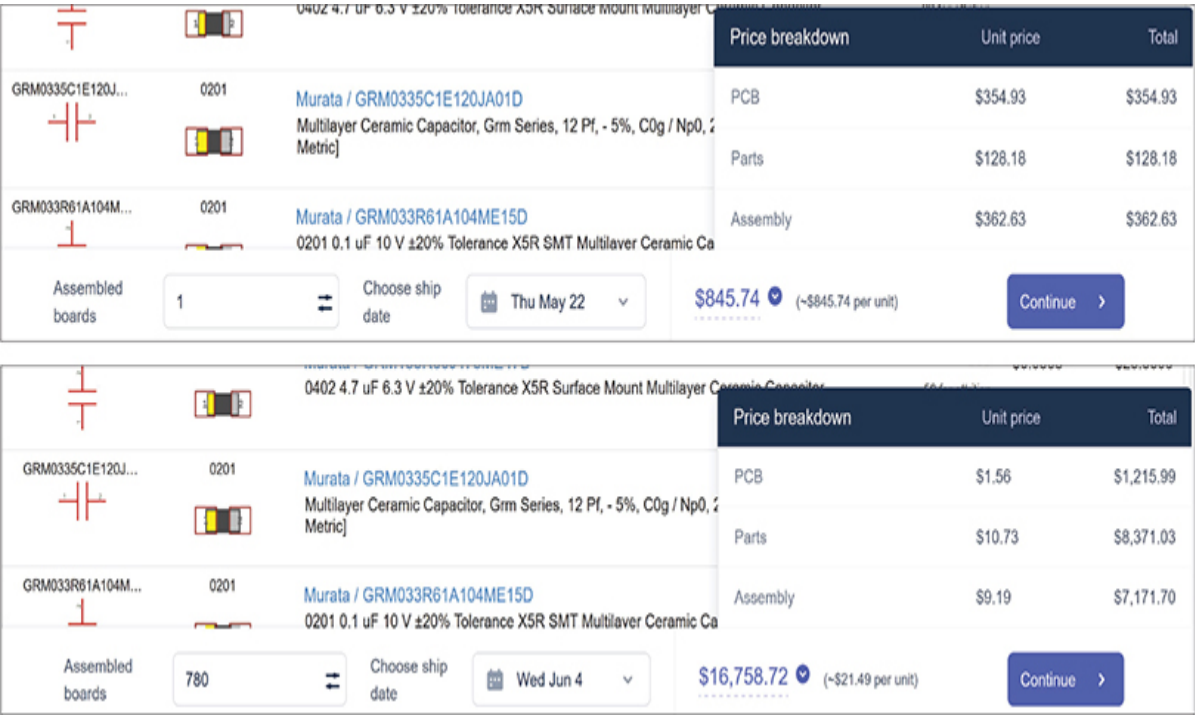 0402 4.7 uF 6.3 V ±20% Tolerance X5R Surface Mount Multilayer
Price breakdown Unit price Total
GRM0335C1E120J... 0201
Murata / GRM0335C1E120JA01D
Multilayer Ceramic Capacitor, Grm Series, 12 Pf, - 5%, C0g / Np0, 2
Metric]
PCB $354.93 $354.93
Parts $128.18 $128.18
GRM033R61A104M... 0201
Murata / GRM033R61A104ME15D
0201 0.1 uF 10 V ±20% Tolerance X5R SMT Multilayer Ceramic Ca
Assembly $362.63 $362.63
Assembled boards 1 Choose ship date Thu May 22 $845.74 (~$845.74 per unit) Continue
0402 4.7 uF 6.3 V ±20% Tolerance X5R Surface Mount Multilayer Ceramic Capacitor
Price breakdown Unit price Total
GRM0335C1E120J... 0201
Murata / GRM0335C1E120JA01D
Multilayer Ceramic Capacitor, Grm Series, 12 Pf, - 5%, C0g / Np0, 2
Metric]
PCB $1.56 $1,215.99
Parts $10.73 $8,371.03
GRM033R61A104M... 0201
Murata / GRM033R61A104ME15D
0201 0.1 uF 10 V ±20% Tolerance X5R SMT Multilayer Ceramic Ca
Assembly $9.19 $7,171.70
Assembled boards 780 Choose ship date Wed Jun 4 $16,758.72 (~$21.49 per unit) Continue